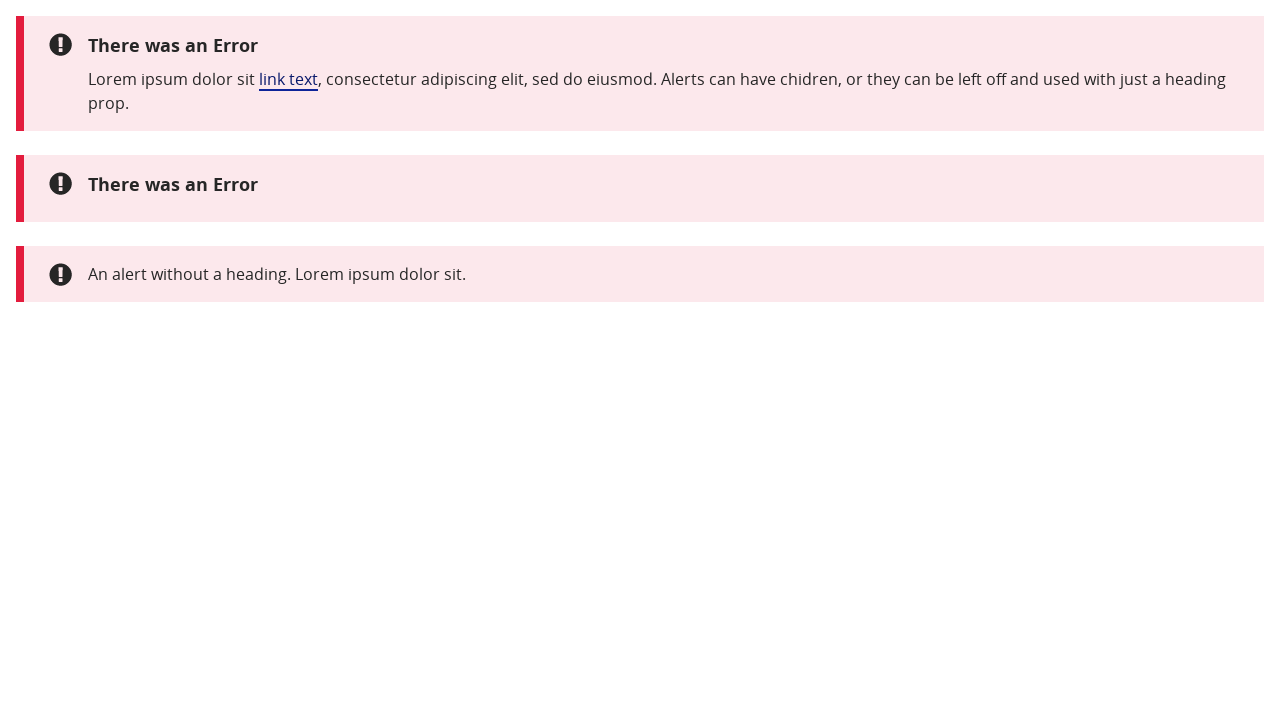 There was an Error
Lorem ipsum dolor sit link text, consectetur adipiscing elit, sed do eiusmod. Alerts can have chidren, or they can be left off and used with just a heading
prop.
There was an Error
An alert without a heading. Lorem ipsum dolor sit.